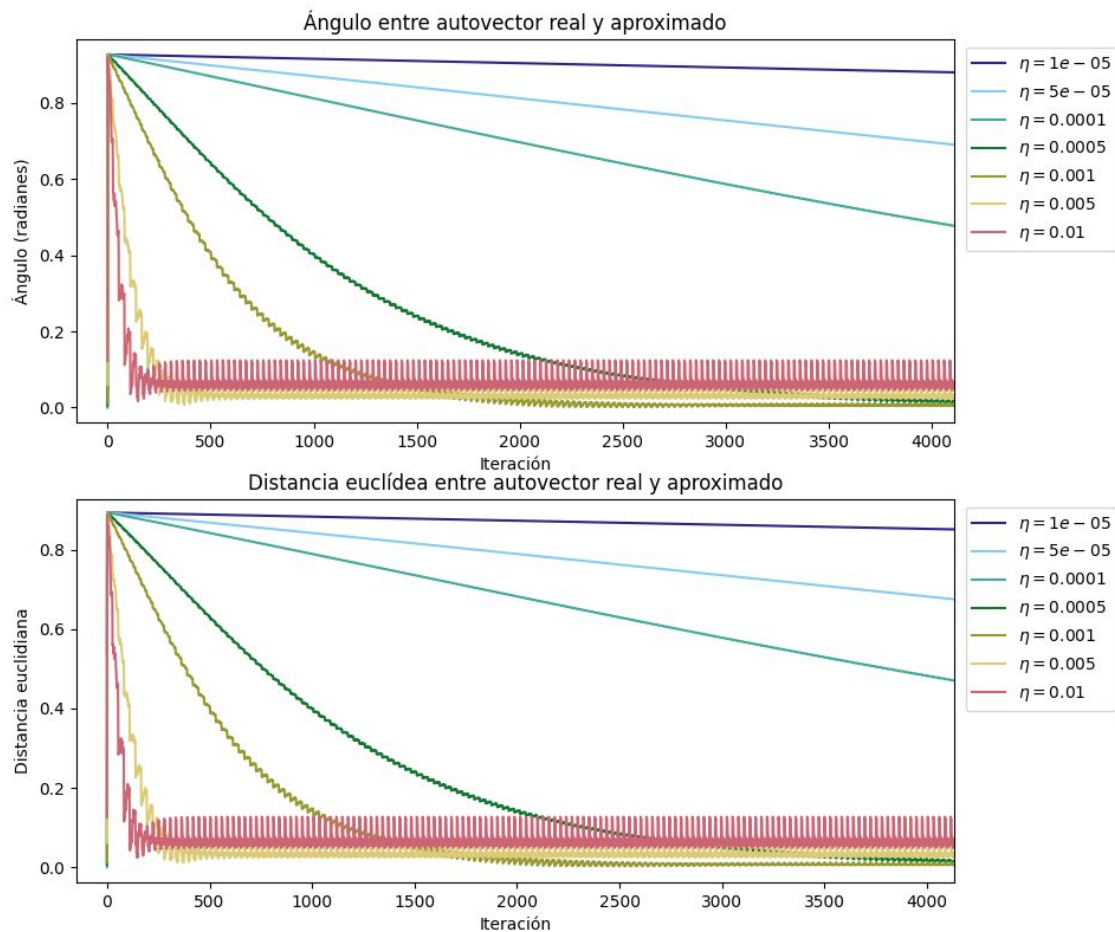 Ángulo entre autovector real y aproximado
Ángulo (radianes)
0.8
0.6
0.4
0.2
0.0
0 500 1000 1500 2000 2500 3000 3500 4000
Iteración
η = 1e − 05
η = 5e − 05
η = 0.0001
η = 0.0005
η = 0.001
η = 0.005
η = 0.01
Distancia euclídea entre autovector real y aproximado
Distancia euclidiana
0.8
0.6
0.4
0.2
0.0
0 500 1000 1500 2000 2500 3000 3500 4000
Iteración
η = 1e − 05
η = 5e − 05
η = 0.0001
η = 0.0005
η = 0.001
η = 0.005
η = 0.01